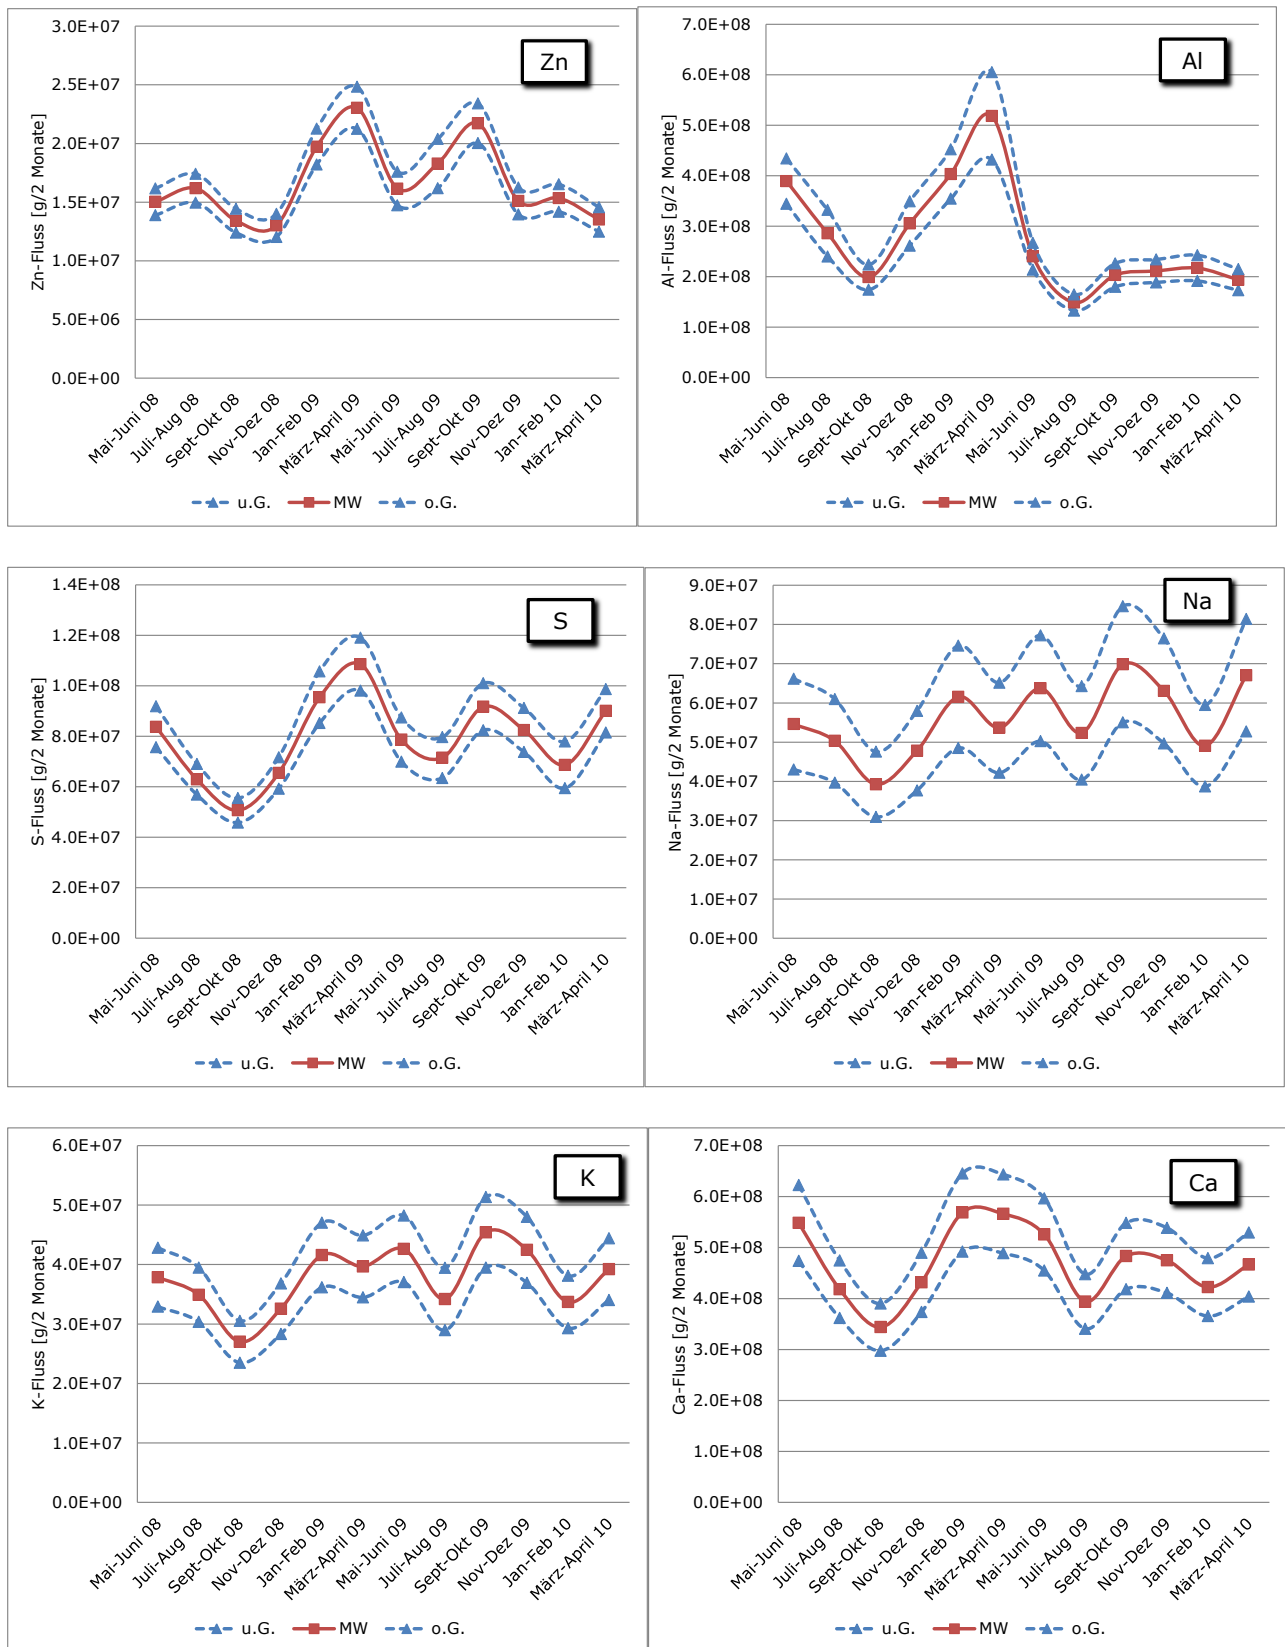 Zn
Zn-Fluss [g/2 Monate]
3.0E+07
2.5E+07
2.0E+07
1.5E+07
1.0E+07
5.0E+06
0.0E+00
Mai-Juni 08
Juli-Aug 08
Sept-Okt 08
Nov-Dez 08
Jan-Feb 09
März-April 09
Mai-Juni 09
Juli-Aug 09
Sept-Okt 09
Nov-Dez 09
Jan-Feb 10
März-April 10
u.G. MW o.G.
Al
Al-Fluss [g/2 Monate]
7.0E+08
6.0E+08
5.0E+08
4.0E+08
3.0E+08
2.0E+08
1.0E+08
0.0E+00
Mai-Juni 08
Juli-Aug 08
Sept-Okt 08
Nov-Dez 08
Jan-Feb 09
März-April 09
Mai-Juni 09
Juli-Aug 09
Sept-Okt 09
Nov-Dez 09
Jan-Feb 10
März-April 10
u.G. MW o.G.
S
S-Fluss [g/2 Monate]
1.4E+08
1.2E+08
1.0E+08
8.0E+07
6.0E+07
4.0E+07
2.0E+07
0.0E+00
Mai-Juni 08
Juli-Aug 08
Sept-Okt 08
Nov-Dez 08
Jan-Feb 09
März-April 09
Mai-Juni 09
Juli-Aug 09
Sept-Okt 09
Nov-Dez 09
Jan-Feb 10
März-April 10
u.G. MW o.G.
Na
Na-Fluss [g/2 Monate]
9.0E+07
8.0E+07
7.0E+07
6.0E+07
5.0E+07
4.0E+07
3.0E+07
2.0E+07
1.0E+07
0.0E+00
Mai-Juni 08
Juli-Aug 08
Sept-Okt 08
Nov-Dez 08
Jan-Feb 09
März-April 09
Mai-Juni 09
Juli-Aug 09
Sept-Okt 09
Nov-Dez 09
Jan-Feb 10
März-April 10
u.G. MW o.G.
K
K-Fluss [g/2 Monate]
6.0E+07
5.0E+07
4.0E+07
3.0E+07
2.0E+07
1.0E+07
0.0E+00
Mai-Juni 08
Juli-Aug 08
Sept-Okt 08
Nov-Dez 08
Jan-Feb 09
März-April 09
Mai-Juni 09
Juli-Aug 09
Sept-Okt 09
Nov-Dez 09
Jan-Feb 10
März-April 10
u.G. MW o.G.
Ca
Ca-Fluss [g/2 Monate]
7.0E+08
6.0E+08
5.0E+08
4.0E+08
3.0E+08
2.0E+08
1.0E+08
0.0E+00
Mai-Juni 08
Juli-Aug 08
Sept-Okt 08
Nov-Dez 08
Jan-Feb 09
März-April 09
Mai-Juni 09
Juli-Aug 09
Sept-Okt 09
Nov-Dez 09
Jan-Feb 10
März-April 10
u.G. MW o.G.